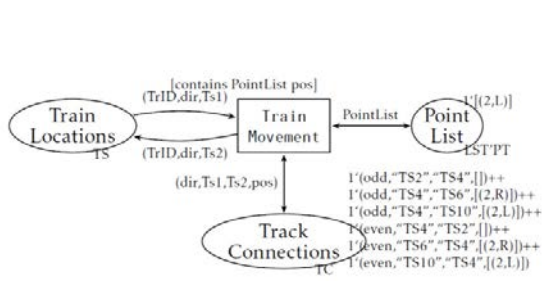 [contains PointList pos]
(TrID,dir,Ts1)
Train
Locations
TS
(TrID,dir,Ts2)
Train
Movement
PointList
1'[(2,L)]
Point
List
LST'PT
(dir,Ts1,Ts2,pos)
Track
Connections
TC
1'(odd,"TS2","TS4",[])++
1'(odd,"TS4","TS6",[(2,R)])++
1'(odd,"TS4","TS10",[(2,L)])++
1'(even,"TS4","TS2",[])++
1'(even,"TS6","TS4",[(2,R)])++
1'(even,"TS10","TS4",[(2,L)])